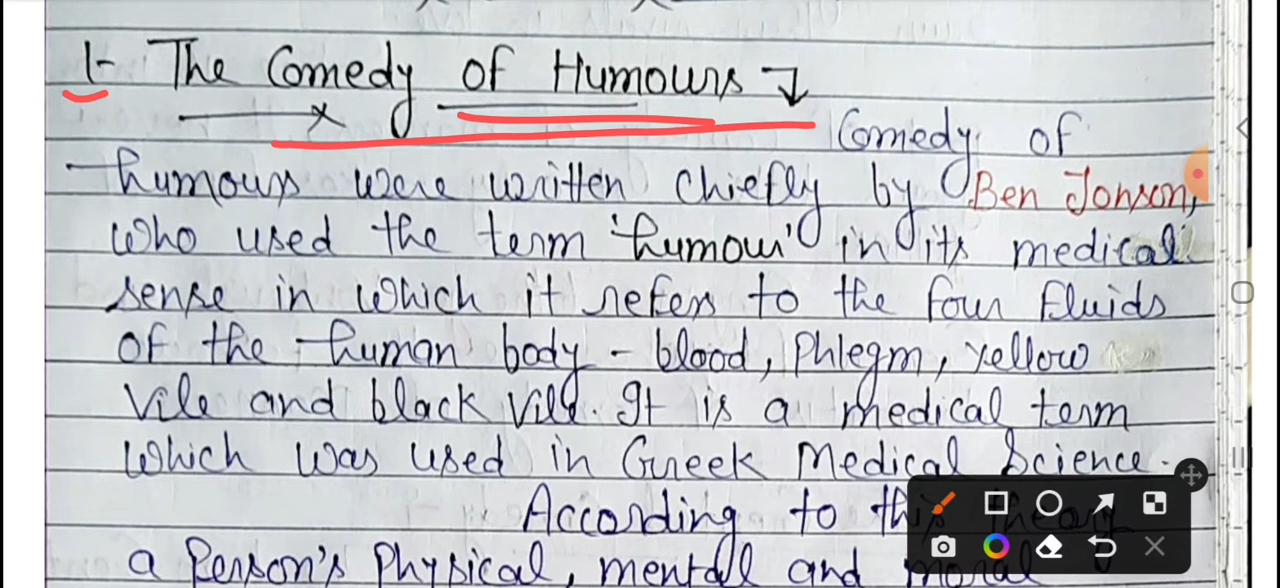 1- The Comedy of Humours
Comedy of
humours were written chiefly by Ben Jonson,
who used the term 'humour' in its medical
sense in which it refers to the four fluids
of the human body - blood, Phlegm, yellow
vile and black vile. It is a medical term
which was used in Greek Medical Science.
According to this theory
a Person's Physical, mental and moral